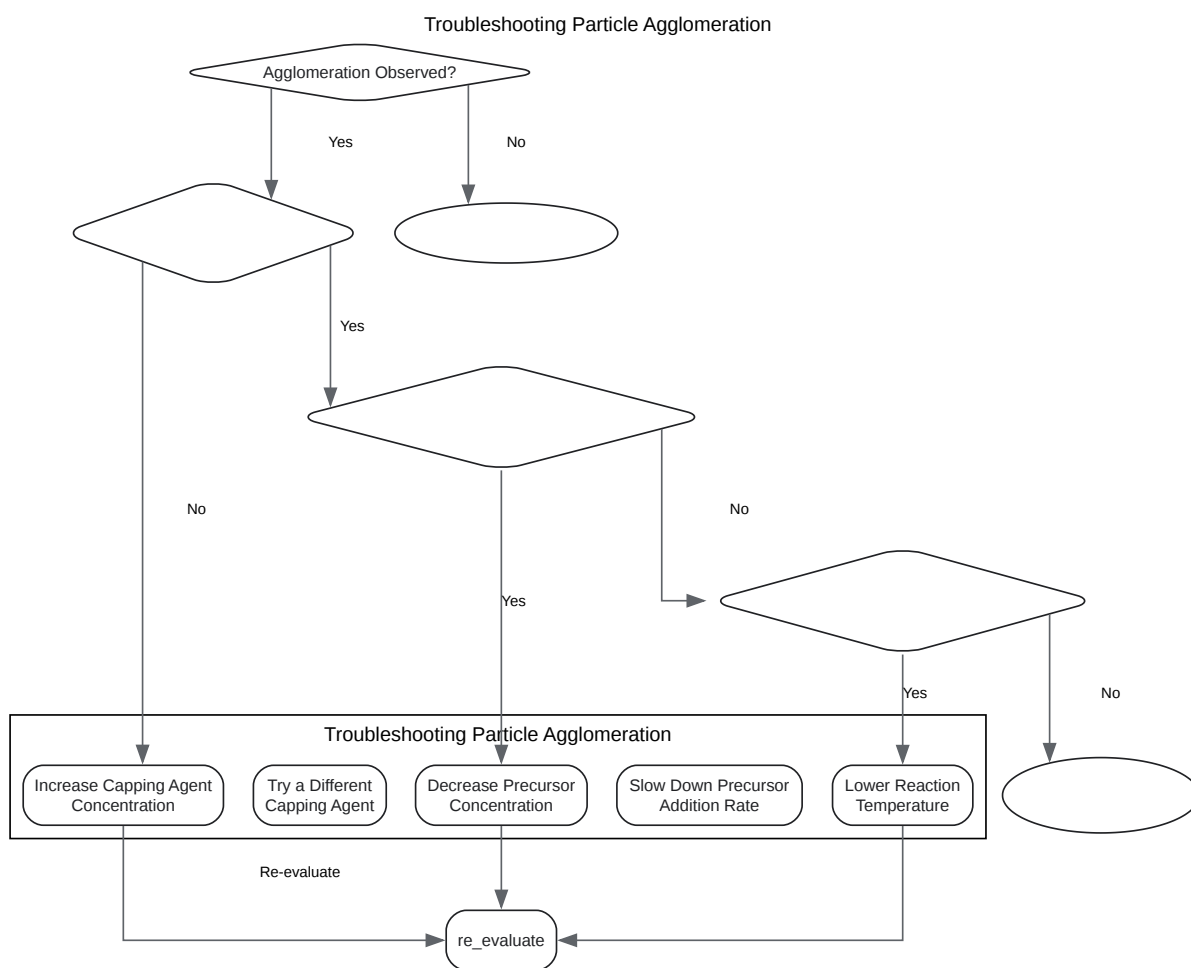 Troubleshooting Particle Agglomeration
Agglomeration Observed?
Yes
No
Yes
No
No
Yes
Yes
No
Troubleshooting Particle Agglomeration
Increase Capping Agent
Concentration
Try a Different
Capping Agent
Decrease Precursor
Concentration
Slow Down Precursor
Addition Rate
Lower Reaction
Temperature
Re-evaluate
re_evaluate